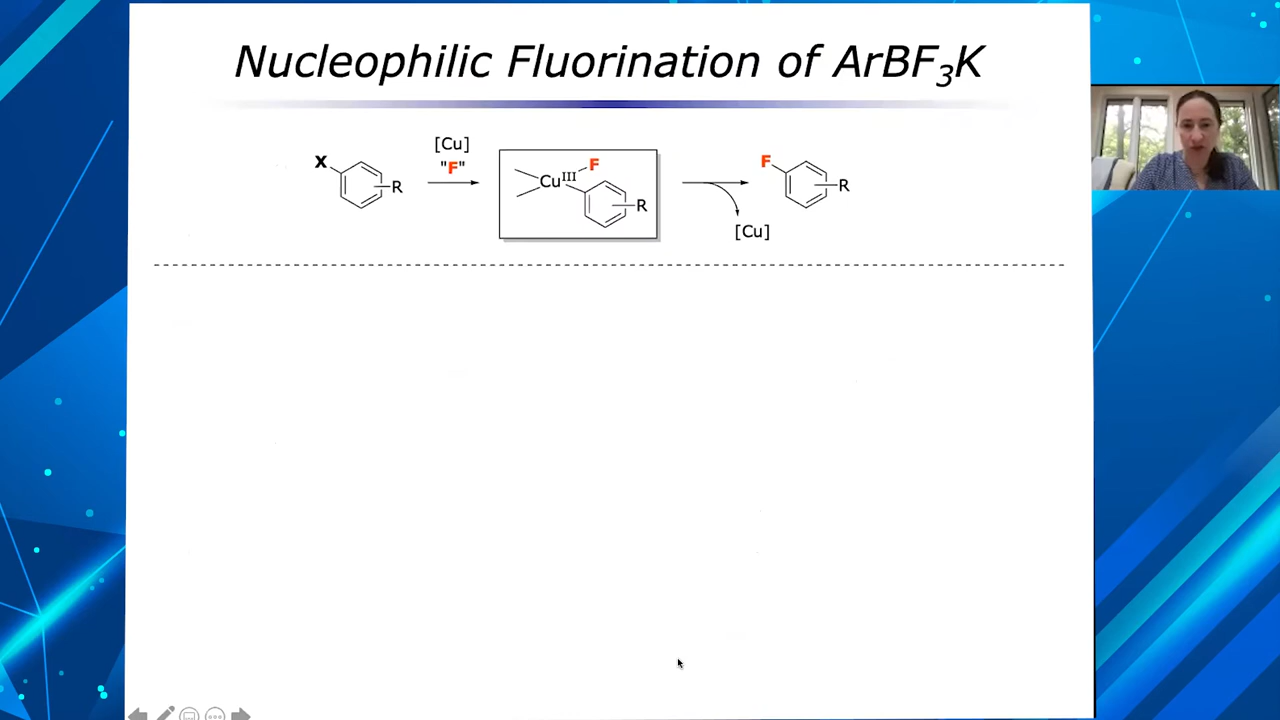 Nucleophilic Fluorination of ArBF₃K
X
R
[Cu]
"F"
Cuᴵᴵᴵ
F
R
[Cu]
F
R